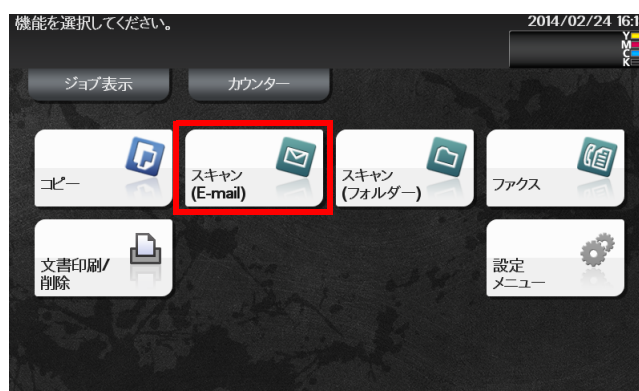 機能を選択してください。
2014/02/24 16:1
Y
M
C
K
ジョブ表示
カウンター
コピー
スキャン
(E-mail)
スキャン
(フォルダー)
ファクス
文書印刷/
削除
設定
メニュー